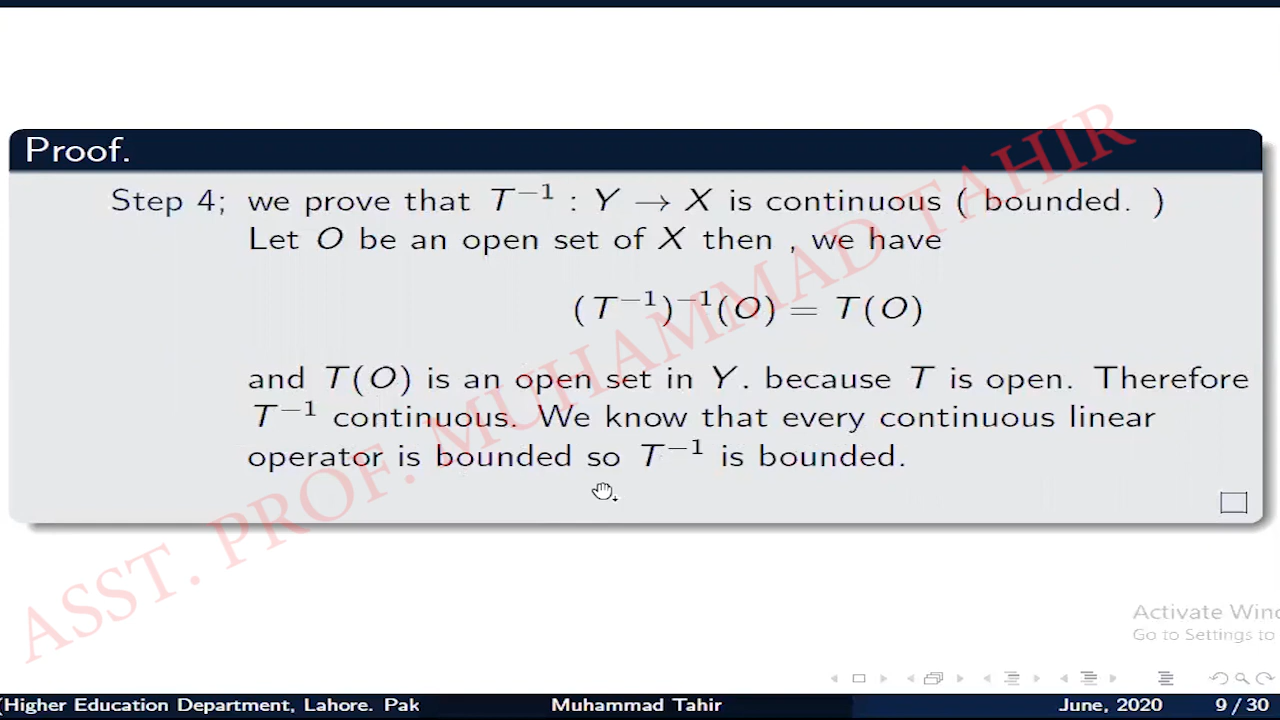 Proof.
Step 4; we prove that T⁻¹ : Y → X is continuous ( bounded. )
Let O be an open set of X then , we have
(T⁻¹)⁻¹(O) = T(O)
and T(O) is an open set in Y. because T is open. Therefore
T⁻¹ continuous. We know that every continuous linear
operator is bounded so T⁻¹ is bounded.
ASST. PROF. MUHAMMAD TAHIR
Activate Wind
Go to Settings to
(Higher Education Department, Lahore. Pak Muhammad Tahir June, 2020 9 / 30